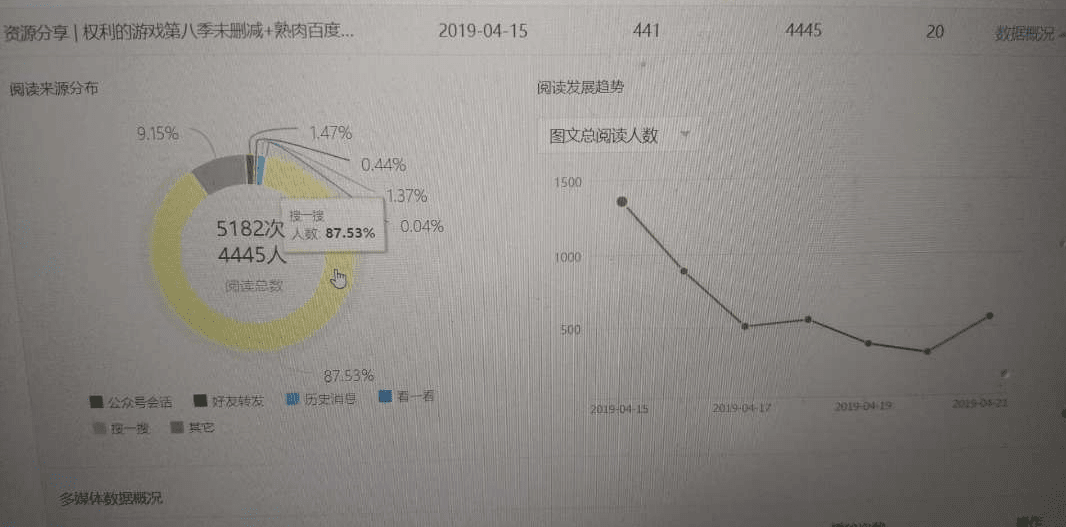 资源分享 | 权利的游戏第八季未删减+熟肉百度... 2019-04-15 441 4445 20 数据概况
阅读来源分布
9.15%
1.47%
0.44%
1.37%
0.04%
搜一搜
人数: 87.53%
5182次
4445人
阅读总数
87.53%
公众号会话 好友转发 历史消息 看一看
搜一搜 其它
阅读发展趋势
图文总阅读人数
1500
1000
500
2019-04-15 2019-04-17 2019-04-19 2019-04-21
多媒体数据概况